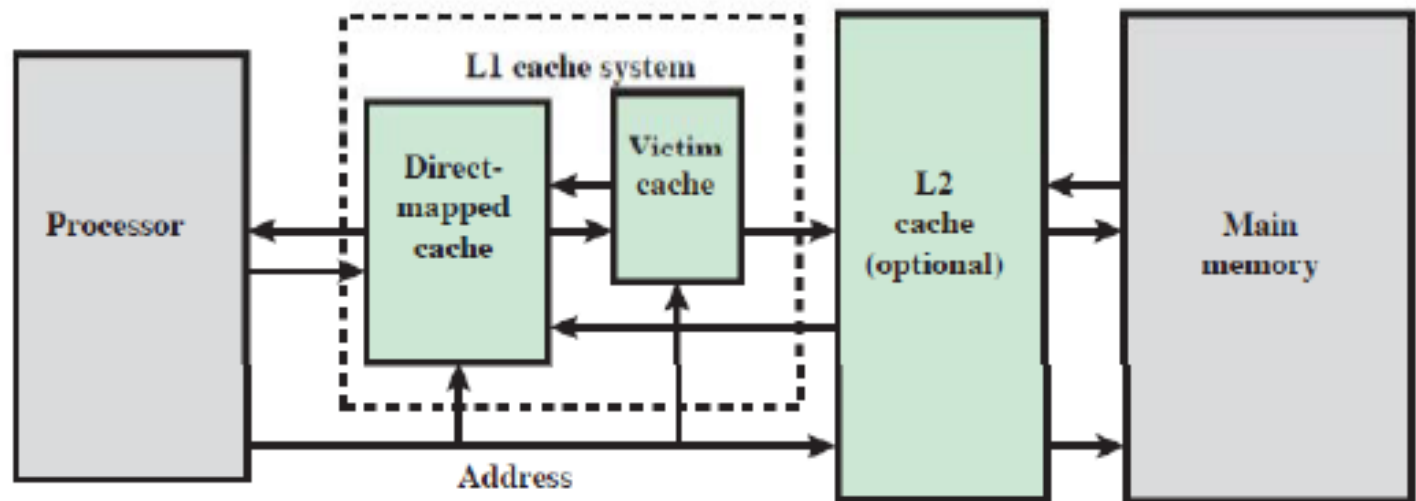 L1 cache system
Processor
Direct-
mapped
cache
Victim
cache
L2
cache
(optional)
Main
memory
Address